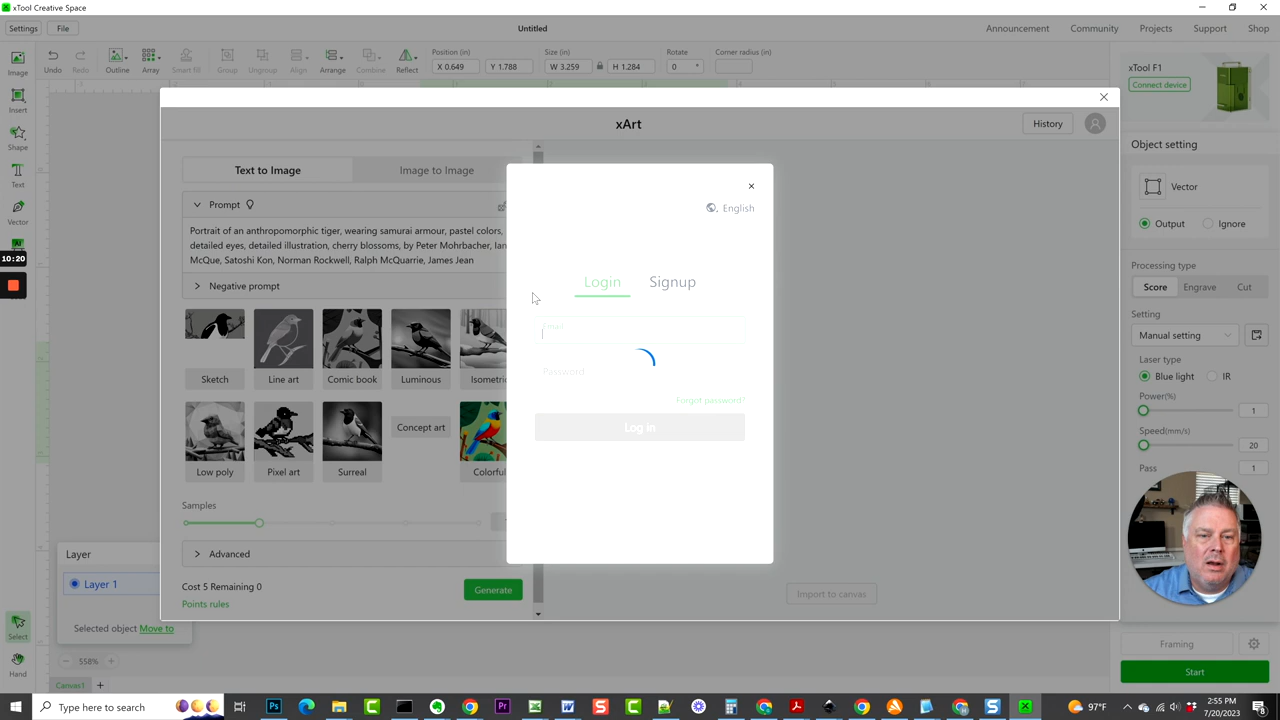 xTool Creative Space
Settings File Untitled Announcement Community Projects Support Shop
Image Undo Redo Outline Array Smart fill Group Ungroup Align Arrange Combine Reflect
Position (in) Size (in) Rotate Corner radius (in)
X 0.649 Y 1.788 W 3.259 H 1.284 0 °
Insert
Shape
Text
Vector
AI
10:20
xArt
History
Text to Image Image to Image
Prompt
Portrait of an anthropomorphic tiger, wearing samurai armour, pastel colors,
detailed eyes, detailed illustration, cherry blossoms, by Peter Mohrbacher, Ian
McQue, Satoshi Kon, Norman Rockwell, Ralph McQuarrie, James Jean
Negative prompt
Sketch Line art Comic book Luminous Isometric
Low poly Pixel art Surreal Concept art Colorful
Samples
Advanced
Cost 5 Remaining 0
Points rules
Generate
Import to canvas
English
Login Signup
Email
Password
Forgot password?
Log in
xTool F1
Connect device
Object setting
Vector
Output Ignore
Processing type
Score Engrave Cut
Setting
Manual setting
Laser type
Blue light IR
Power(%)
1
Speed(mm/s)
20
Pass
1
Framing
Start
Layer
Layer 1
Selected object Move to
Select
Hand
558%
Canvas1
Type here to search
97°F
2:55 PM
7/20/2023